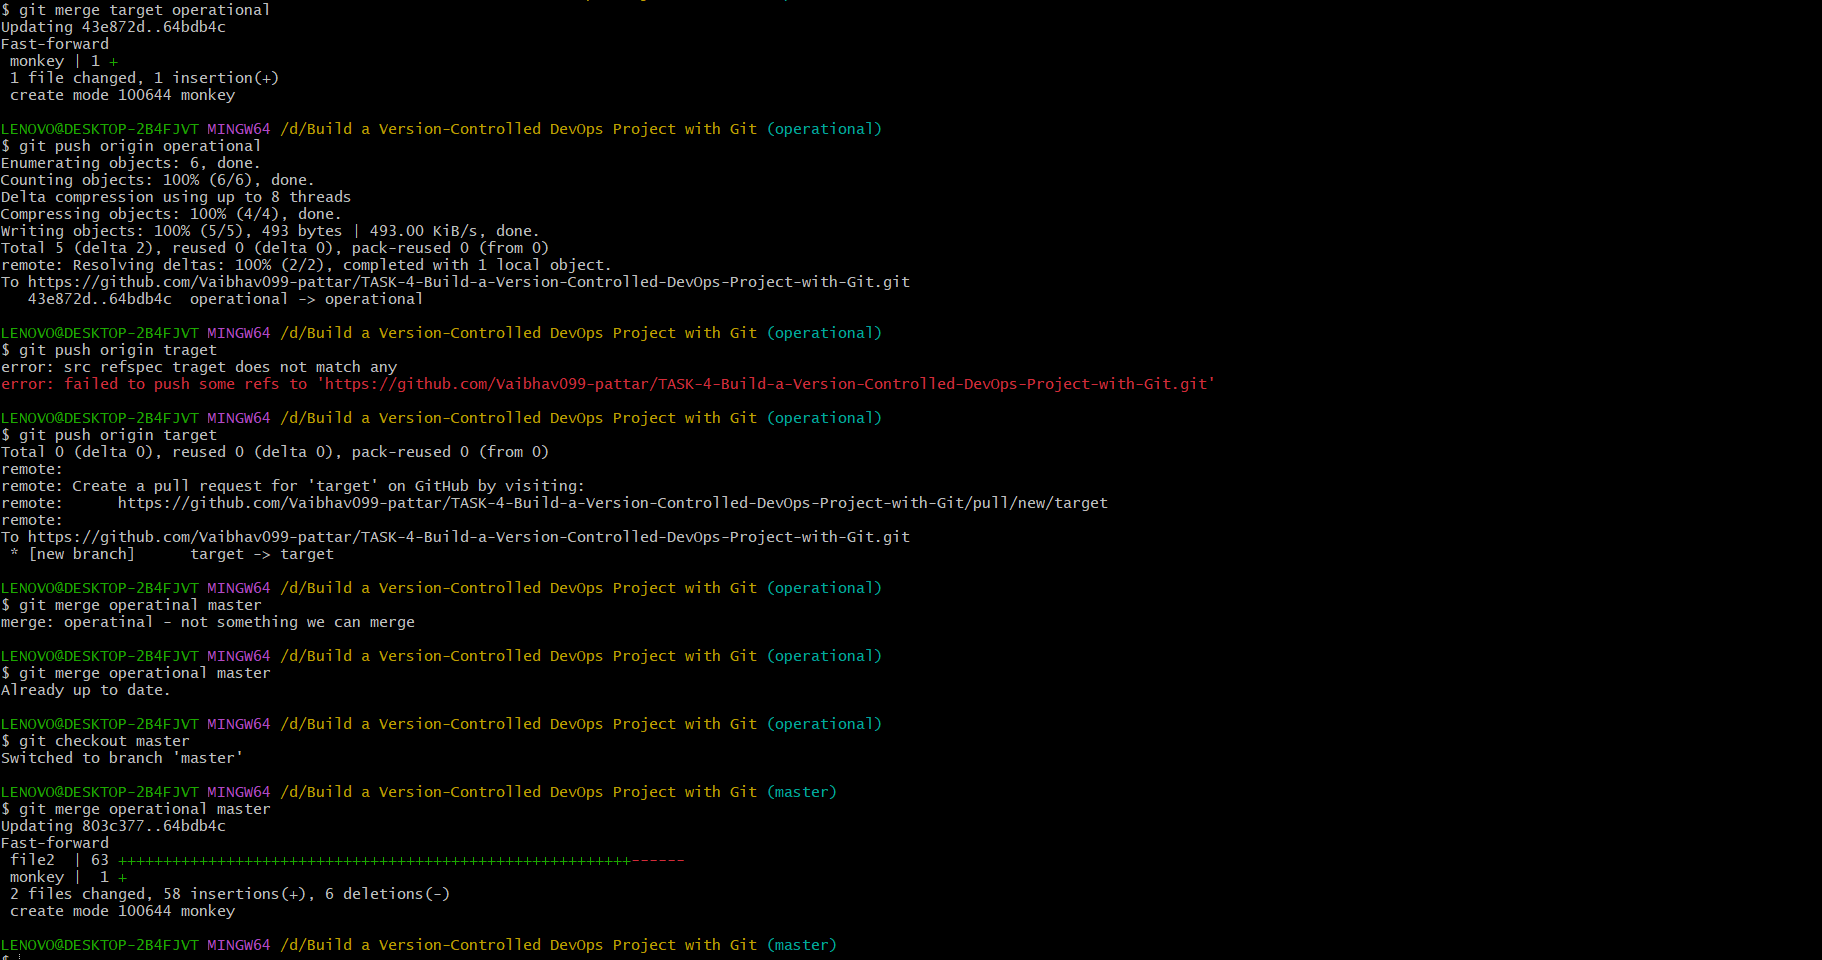 $ git merge target operational
Updating 43e872d..64bdb4c
Fast-forward
 monkey | 1 +
 1 file changed, 1 insertion(+)
 create mode 100644 monkey
LENOVO@DESKTOP-2B4FJVT MINGW64 /d/Build a Version-Controlled DevOps Project with Git (operational)
$ git push origin operational
Enumerating objects: 6, done.
Counting objects: 100% (6/6), done.
Delta compression using up to 8 threads
Compressing objects: 100% (4/4), done.
Writing objects: 100% (5/5), 493 bytes | 493.00 KiB/s, done.
Total 5 (delta 2), reused 0 (delta 0), pack-reused 0 (from 0)
remote: Resolving deltas: 100% (2/2), completed with 1 local object.
To https://github.com/Vaibhav099-pattar/TASK-4-Build-a-Version-Controlled-DevOps-Project-with-Git.git
   43e872d..64bdb4c  operational -> operational
LENOVO@DESKTOP-2B4FJVT MINGW64 /d/Build a Version-Controlled DevOps Project with Git (operational)
$ git push origin traget
error: src refspec traget does not match any
error: failed to push some refs to 'https://github.com/Vaibhav099-pattar/TASK-4-Build-a-Version-Controlled-DevOps-Project-with-Git.git'
LENOVO@DESKTOP-2B4FJVT MINGW64 /d/Build a Version-Controlled DevOps Project with Git (operational)
$ git push origin target
Total 0 (delta 0), reused 0 (delta 0), pack-reused 0 (from 0)
remote:
remote: Create a pull request for 'target' on GitHub by visiting:
remote:      https://github.com/Vaibhav099-pattar/TASK-4-Build-a-Version-Controlled-DevOps-Project-with-Git/pull/new/target
remote:
To https://github.com/Vaibhav099-pattar/TASK-4-Build-a-Version-Controlled-DevOps-Project-with-Git.git
 * [new branch]      target -> target
LENOVO@DESKTOP-2B4FJVT MINGW64 /d/Build a Version-Controlled DevOps Project with Git (operational)
$ git merge operatinal master
merge: operatinal - not something we can merge
LENOVO@DESKTOP-2B4FJVT MINGW64 /d/Build a Version-Controlled DevOps Project with Git (operational)
$ git merge operational master
Already up to date.
LENOVO@DESKTOP-2B4FJVT MINGW64 /d/Build a Version-Controlled DevOps Project with Git (operational)
$ git checkout master
Switched to branch 'master'
LENOVO@DESKTOP-2B4FJVT MINGW64 /d/Build a Version-Controlled DevOps Project with Git (master)
$ git merge operational master
Updating 803c377..64bdb4c
Fast-forward
 file2  | 63 +++++++++++++++++++++++++++++++++++++++++++++++++++++++++------
 monkey |  1 +
 2 files changed, 58 insertions(+), 6 deletions(-)
 create mode 100644 monkey
LENOVO@DESKTOP-2B4FJVT MINGW64 /d/Build a Version-Controlled DevOps Project with Git (master)